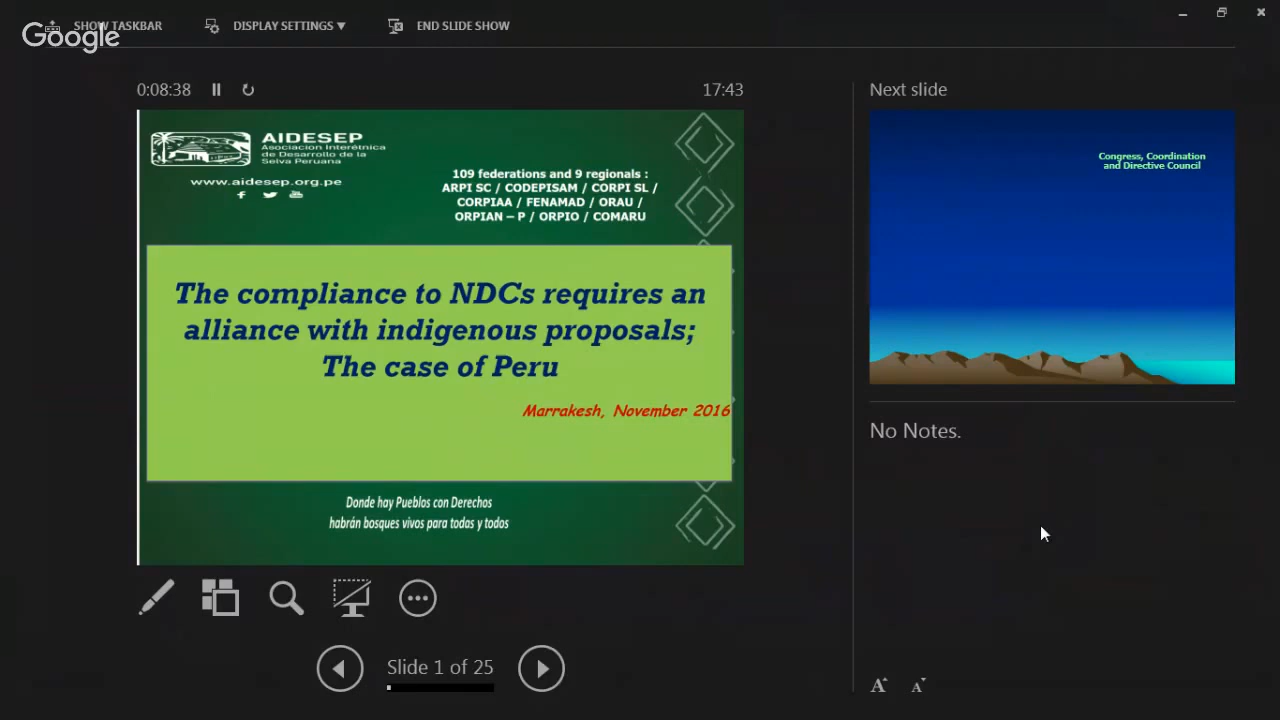 SHOW TASKBAR
DISPLAY SETTINGS
END SLIDE SHOW
Google
0:08:38
17:43
AIDESEP
Asociacion Interétnica
de Desarrollo de la
Selva Peruana
www.aidesep.org.pe
109 federations and 9 regionals :
ARPI SC / CODEPISAM / CORPI SL /
CORPIAA / FENAMAD / ORAU /
ORPIAN – P / ORPIO / COMARU
The compliance to NDCs requires an
alliance with indigenous proposals;
The case of Peru
Marrakesh, November 2016
Donde hay Pueblos con Derechos
habrán bosques vivos para todas y todos
Slide 1 of 25
Next slide
Congress, Coordination
and Directive Council
No Notes.
A A